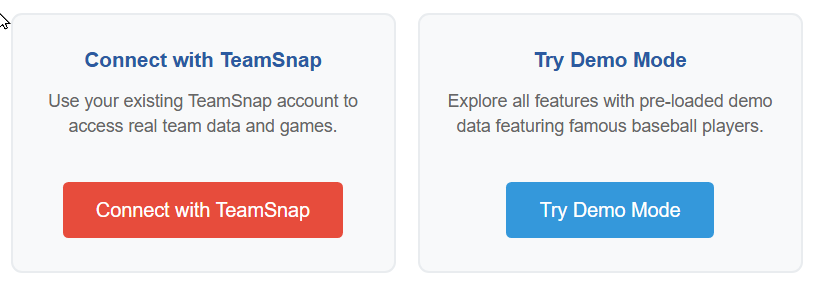 Connect with TeamSnap
Use your existing TeamSnap account to
access real team data and games.
Connect with TeamSnap
Try Demo Mode
Explore all features with pre-loaded demo
data featuring famous baseball players.
Try Demo Mode